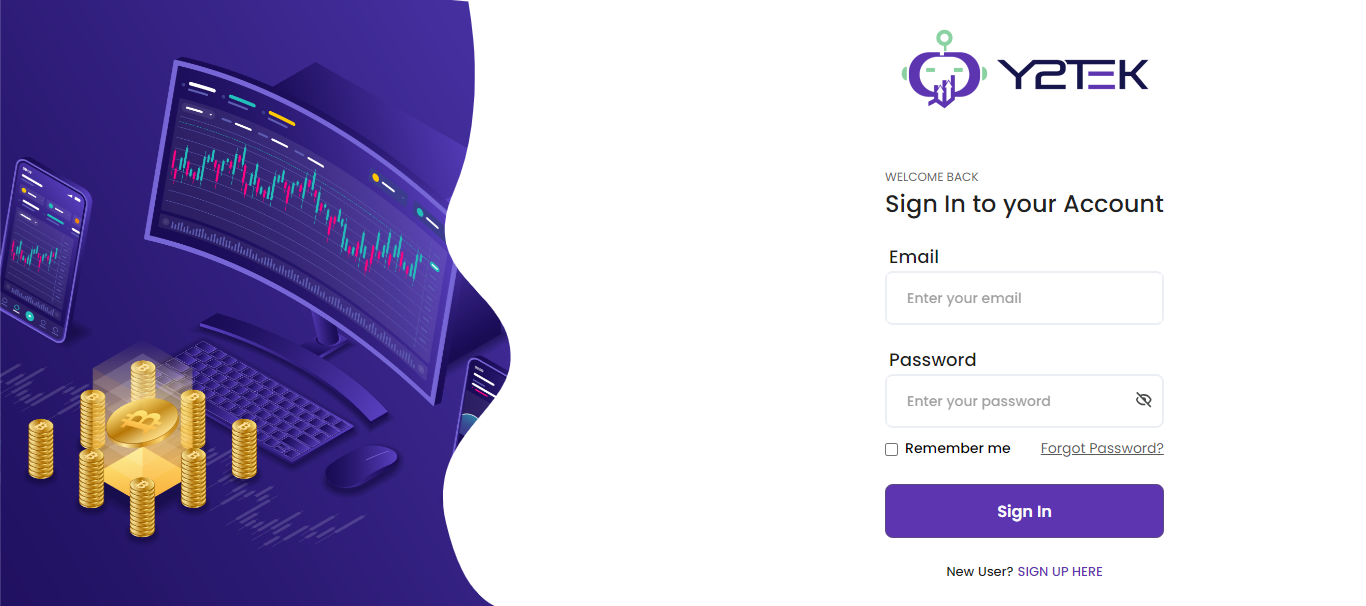 Y2TEK
WELCOME BACK
Sign In to your Account
Email
Enter your email
Password
Enter your password
Remember me Forgot Password?
Sign In
New User? SIGN UP HERE